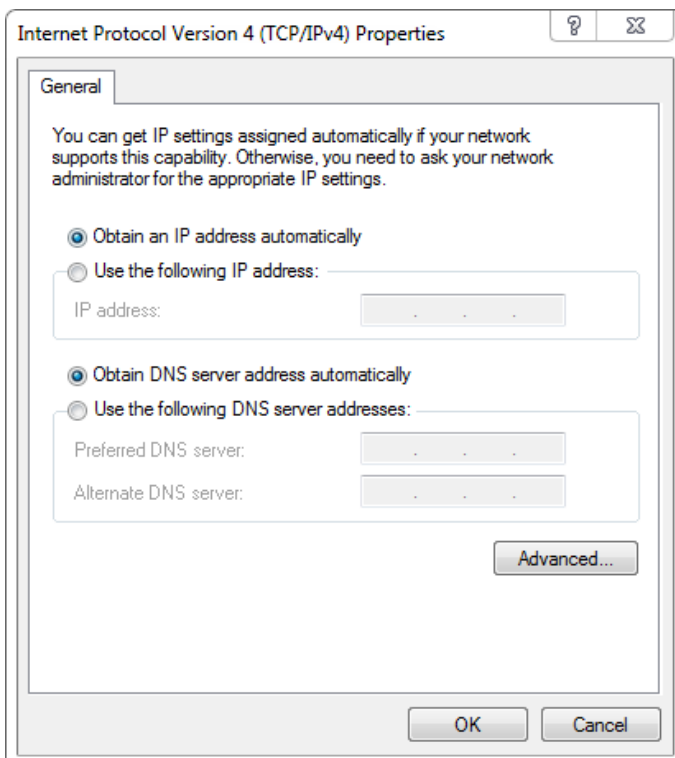 Internet Protocol Version 4 (TCP/IPv4) Properties
General
You can get IP settings assigned automatically if your network
supports this capability. Otherwise, you need to ask your network
administrator for the appropriate IP settings.
Obtain an IP address automatically
Use the following IP address:
IP address:
Obtain DNS server address automatically
Use the following DNS server addresses:
Preferred DNS server:
Alternate DNS server:
Advanced...
OK Cancel